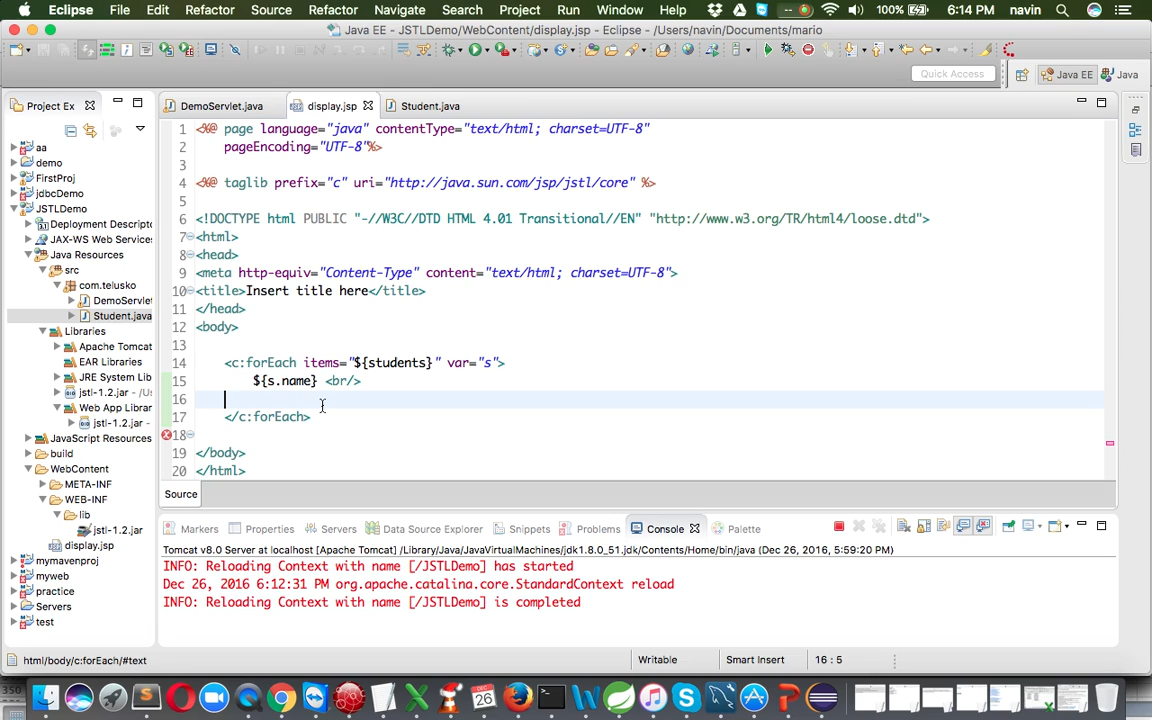 Eclipse File Edit Refactor Source Refactor Navigate Search Project Run Window Help 100% Mon 6:14 PM navin
Java EE - JSTLDemo/WebContent/display.jsp - Eclipse - /Users/navin/Documents/mario
Quick Access
Java EE
Java
Project Ex
DemoServlet.java
display.jsp
Student.java
aa
demo
FirstProj
jdbcDemo
JSTLDemo
Deployment Descript
JAX-WS Web Service
Java Resources
src
com.telusko
DemoServlet
Student.java
Libraries
Apache Tomcat
EAR Libraries
JRE System Lib
jstl-1.2.jar - /U
Web App Librar
jstl-1.2.jar - /U
JavaScript Resources
build
WebContent
META-INF
WEB-INF
lib
jstl-1.2.jar
display.jsp
mymavenproj
myweb
practice
Servers
test
1 <%@ page language="java" contentType="text/html; charset=UTF-8"
2 pageEncoding="UTF-8"%>
3
4 <%@ taglib prefix="c" uri="http://java.sun.com/jsp/jstl/core" %>
5
6 <!DOCTYPE html PUBLIC "-//W3C//DTD HTML 4.01 Transitional//EN" "http://www.w3.org/TR/html4/loose.dtd">
7 <html>
8 <head>
9 <meta http-equiv="Content-Type" content="text/html; charset=UTF-8">
10 <title>Insert title here</title>
11 </head>
12 <body>
13
14 <c:forEach items="${students}" var="s">
15 ${s.name} <br/>
16
17 </c:forEach>
18
19 </body>
20 </html>
Source
Markers
Properties
Servers
Data Source Explorer
Snippets
Problems
Console
Palette
Tomcat v8.0 Server at localhost [Apache Tomcat] /Library/Java/JavaVirtualMachines/jdk1.8.0_51.jdk/Contents/Home/bin/java (Dec 26, 2016, 5:59:20 PM)
INFO: Reloading Context with name [/JSTLDemo] has started
Dec 26, 2016 6:12:31 PM org.apache.catalina.core.StandardContext reload
INFO: Reloading Context with name [/JSTLDemo] is completed
html/body/c:forEach/#text
Writable
Smart Insert
16 : 5